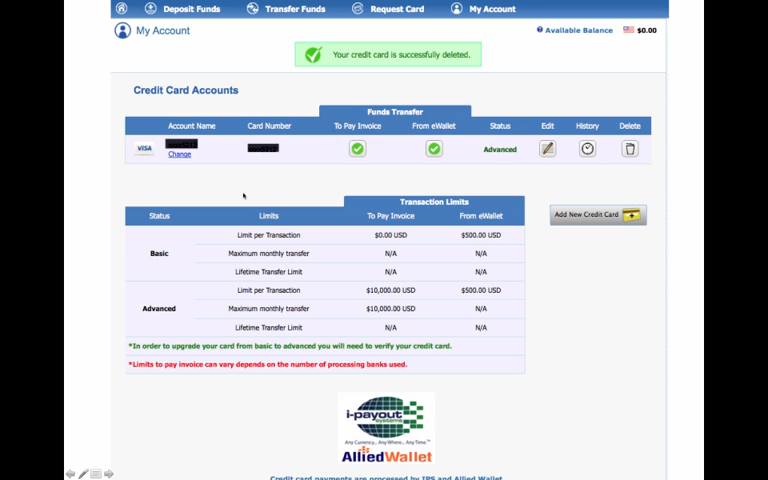 Deposit Funds Transfer Funds Request Card My Account
My Account Available Balance $0.00
Your credit card is successfully deleted.
Credit Card Accounts
Funds Transfer
Account Name Card Number To Pay Invoice From eWallet Status Edit History Delete
VISA Advanced
Change
Transaction Limits
Status Limits To Pay Invoice From eWallet
Add New Credit Card
Limit per Transaction $0.00 USD $500.00 USD
Basic Maximum monthly transfer N/A N/A
Lifetime Transfer Limit N/A N/A
Limit per Transaction $10,000.00 USD $500.00 USD
Advanced Maximum monthly transfer $10,000.00 USD N/A
Lifetime Transfer Limit N/A N/A
*In order to upgrade your card from basic to advanced you will need to verify your credit card.
*Limits to pay invoice can vary depends on the number of processing banks used.
i-payout
systems
Any Currency... Any Where... Any Time.™
AlliedWallet
Credit card payments are processed by IPS and Allied Wallet